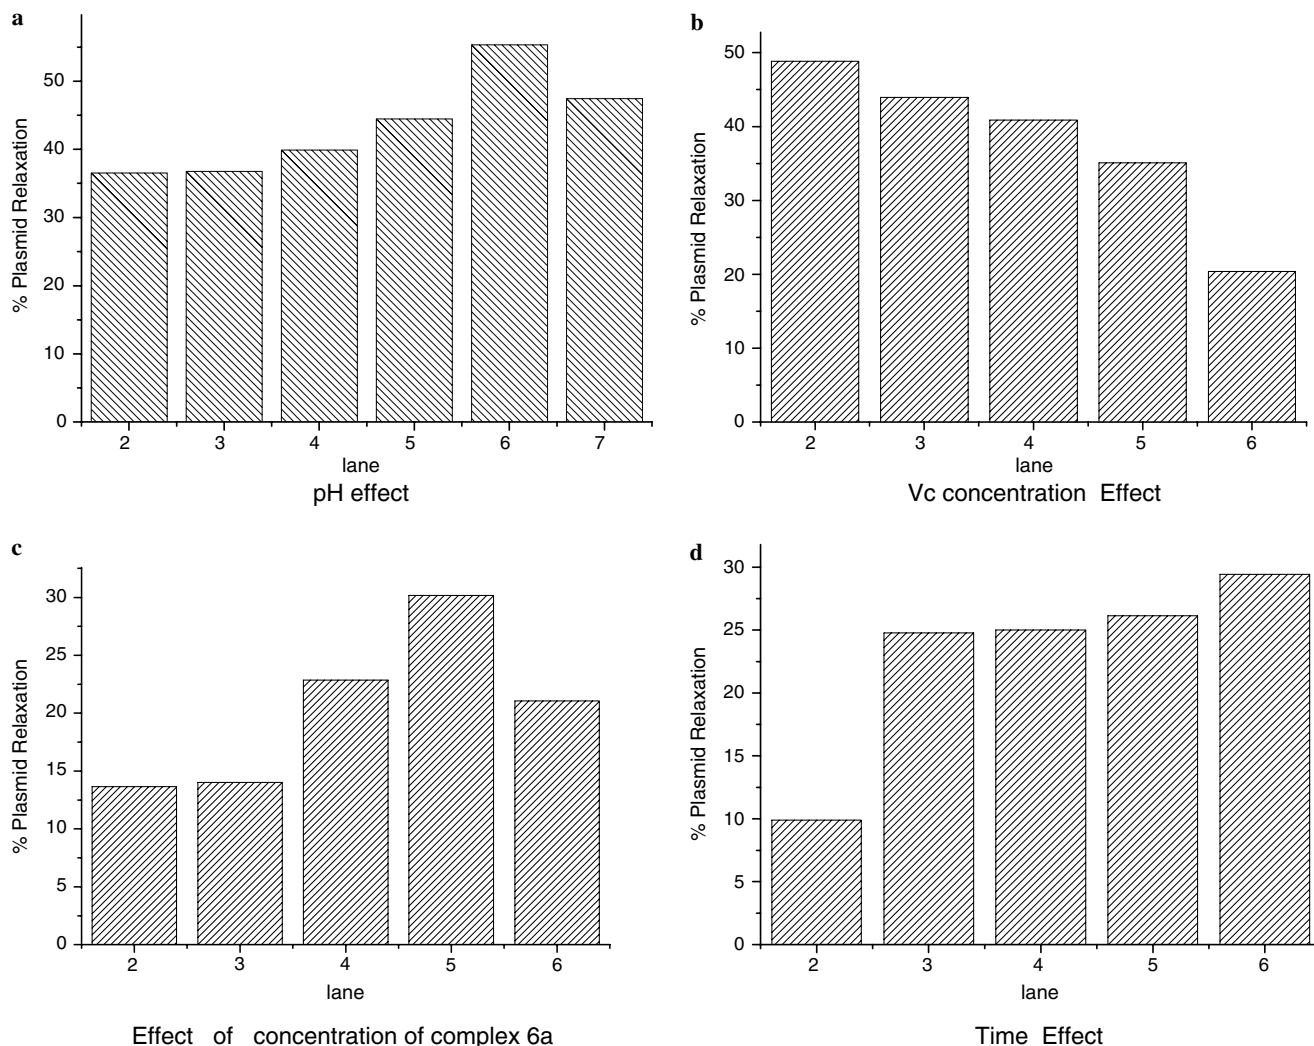 a
50
40
30
20
10
0
% Plasmid Relaxation
2 3 4 5 6 7
lane
pH effect
b
50
40
30
20
10
0
% Plasmid Relaxation
2 3 4 5 6
lane
Vc concentration Effect
c
30
25
20
15
10
5
0
% Plasmid Relaxation
2 3 4 5 6
lane
Effect of concentration of complex 6a
d
30
25
20
15
10
5
0
% Plasmid Relaxation
2 3 4 5 6
lane
Time Effect